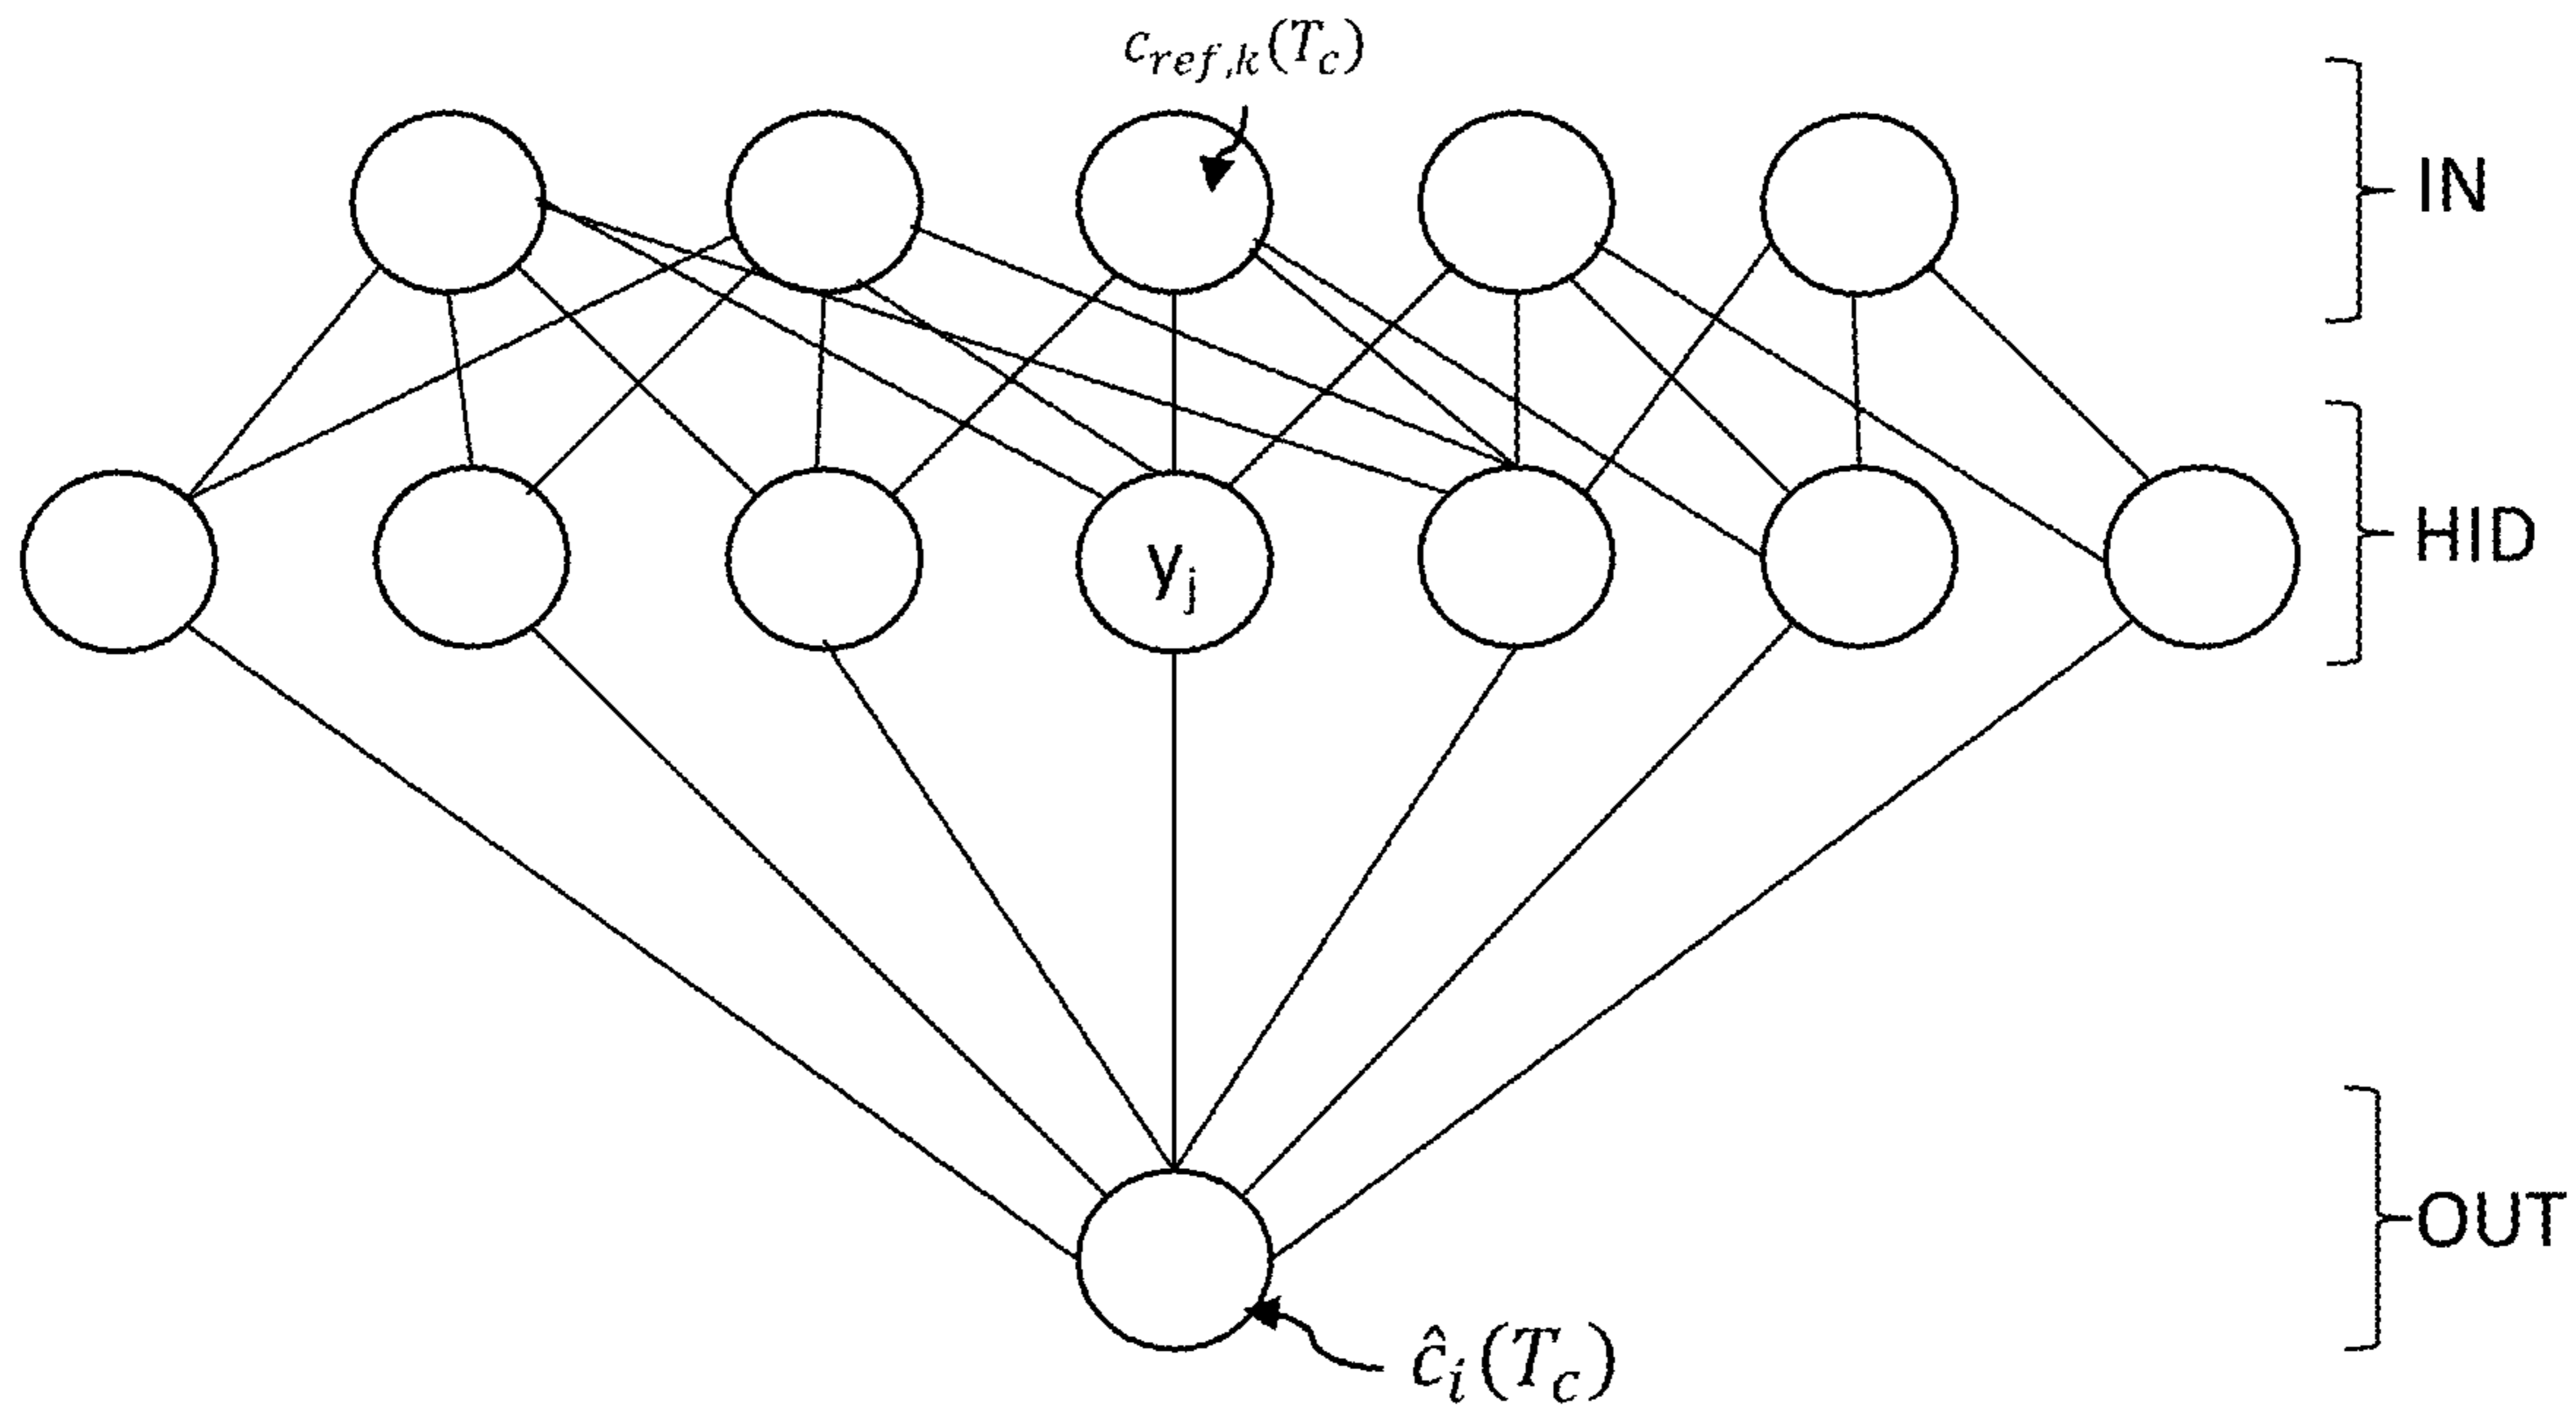 c_{ref,k}(T_c)
IN
HID
y_j
OUT
ĉ_i(T_c)